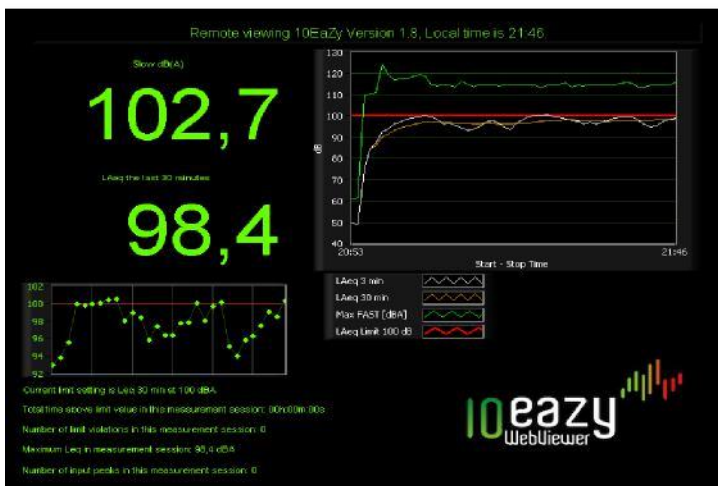 Remote viewing 10EaZy Version 1.8, Local time is 21:46
Slow dB(A)
102,7
LAeq the last 30 minutes
98,4
130
120
110
100
90
80
70
60
50
40
dB
20:53
21:46
Start - Stop Time
LAeq 3 min
LAeq 30 min
Max FAST [dBA]
LAeq Limit 100 dB
102
100
98
96
94
92
Current limit setting is Leq 30 min at 100 dBA
Total time above limit value in this measurement session: 00h:00m:00s
Number of limit violations in this measurement session: 0
Maximum Leq in measurement session: 98,4 dBA
Number of input peaks in this measurement session: 0
10eazy
WebViewer